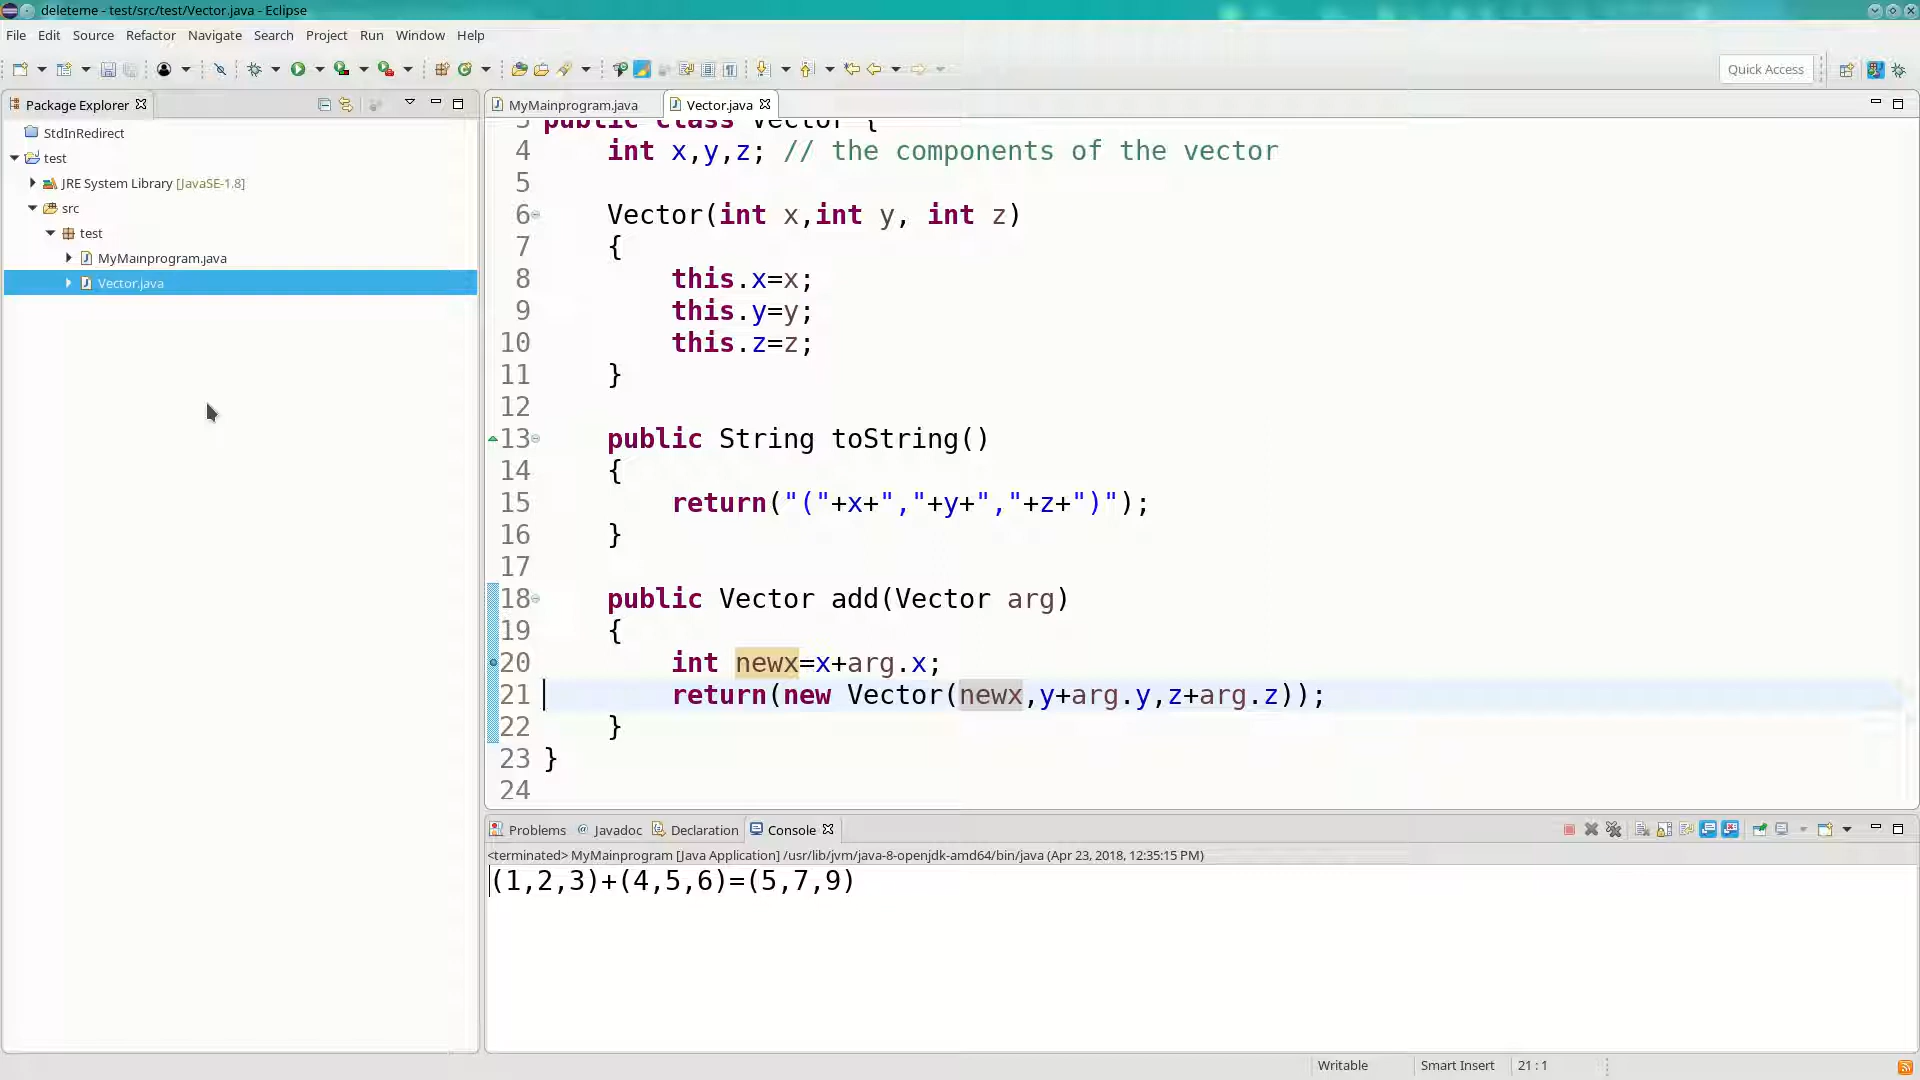 deleteme - test/src/test/Vector.java - Eclipse
File Edit Source Refactor Navigate Search Project Run Window Help
Quick Access
Package Explorer
StdInRedirect
test
JRE System Library [JavaSE-1.8]
src
test
MyMainprogram.java
Vector.java
MyMainprogram.java Vector.java
3 public class Vector {
4 int x,y,z; // the components of the vector
5
6 Vector(int x,int y, int z)
7 {
8 this.x=x;
9 this.y=y;
10 this.z=z;
11 }
12
13 public String toString()
14 {
15 return("("+x+","+y+","+z+")");
16 }
17
18 public Vector add(Vector arg)
19 {
20 int newx=x+arg.x;
21 return(new Vector(newx,y+arg.y,z+arg.z));
22 }
23 }
24
Problems @ Javadoc Declaration Console
<terminated> MyMainprogram [Java Application] /usr/lib/jvm/java-8-openjdk-amd64/bin/java (Apr 23, 2018, 12:35:15 PM)
(1,2,3)+(4,5,6)=(5,7,9)
Writable Smart Insert 21 : 1